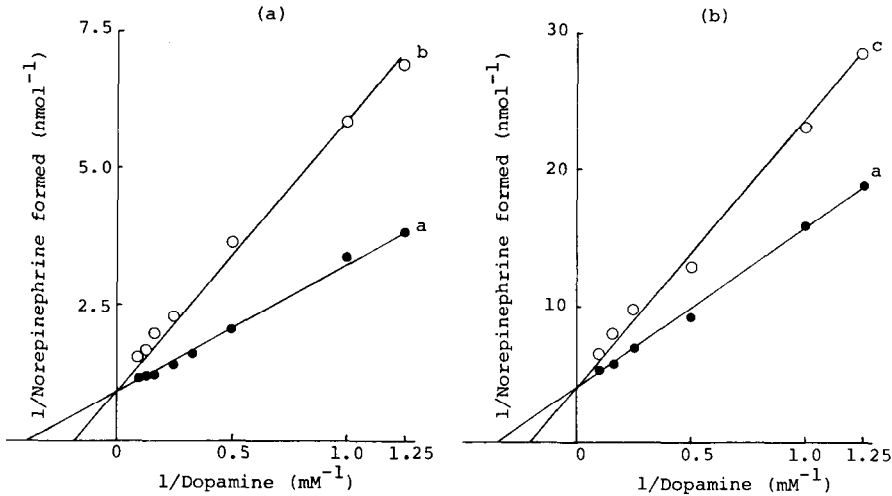 (a)
1/Norepinephrine formed (nmol⁻¹)
7.5
5.0
2.5
b
a
0
0.5
1.0
1.25
1/Dopamine (mM⁻¹)
(b)
1/Norepinephrine formed (nmol⁻¹)
30
20
10
c
a
0
0.5
1.0
1.25
1/Dopamine (mM⁻¹)